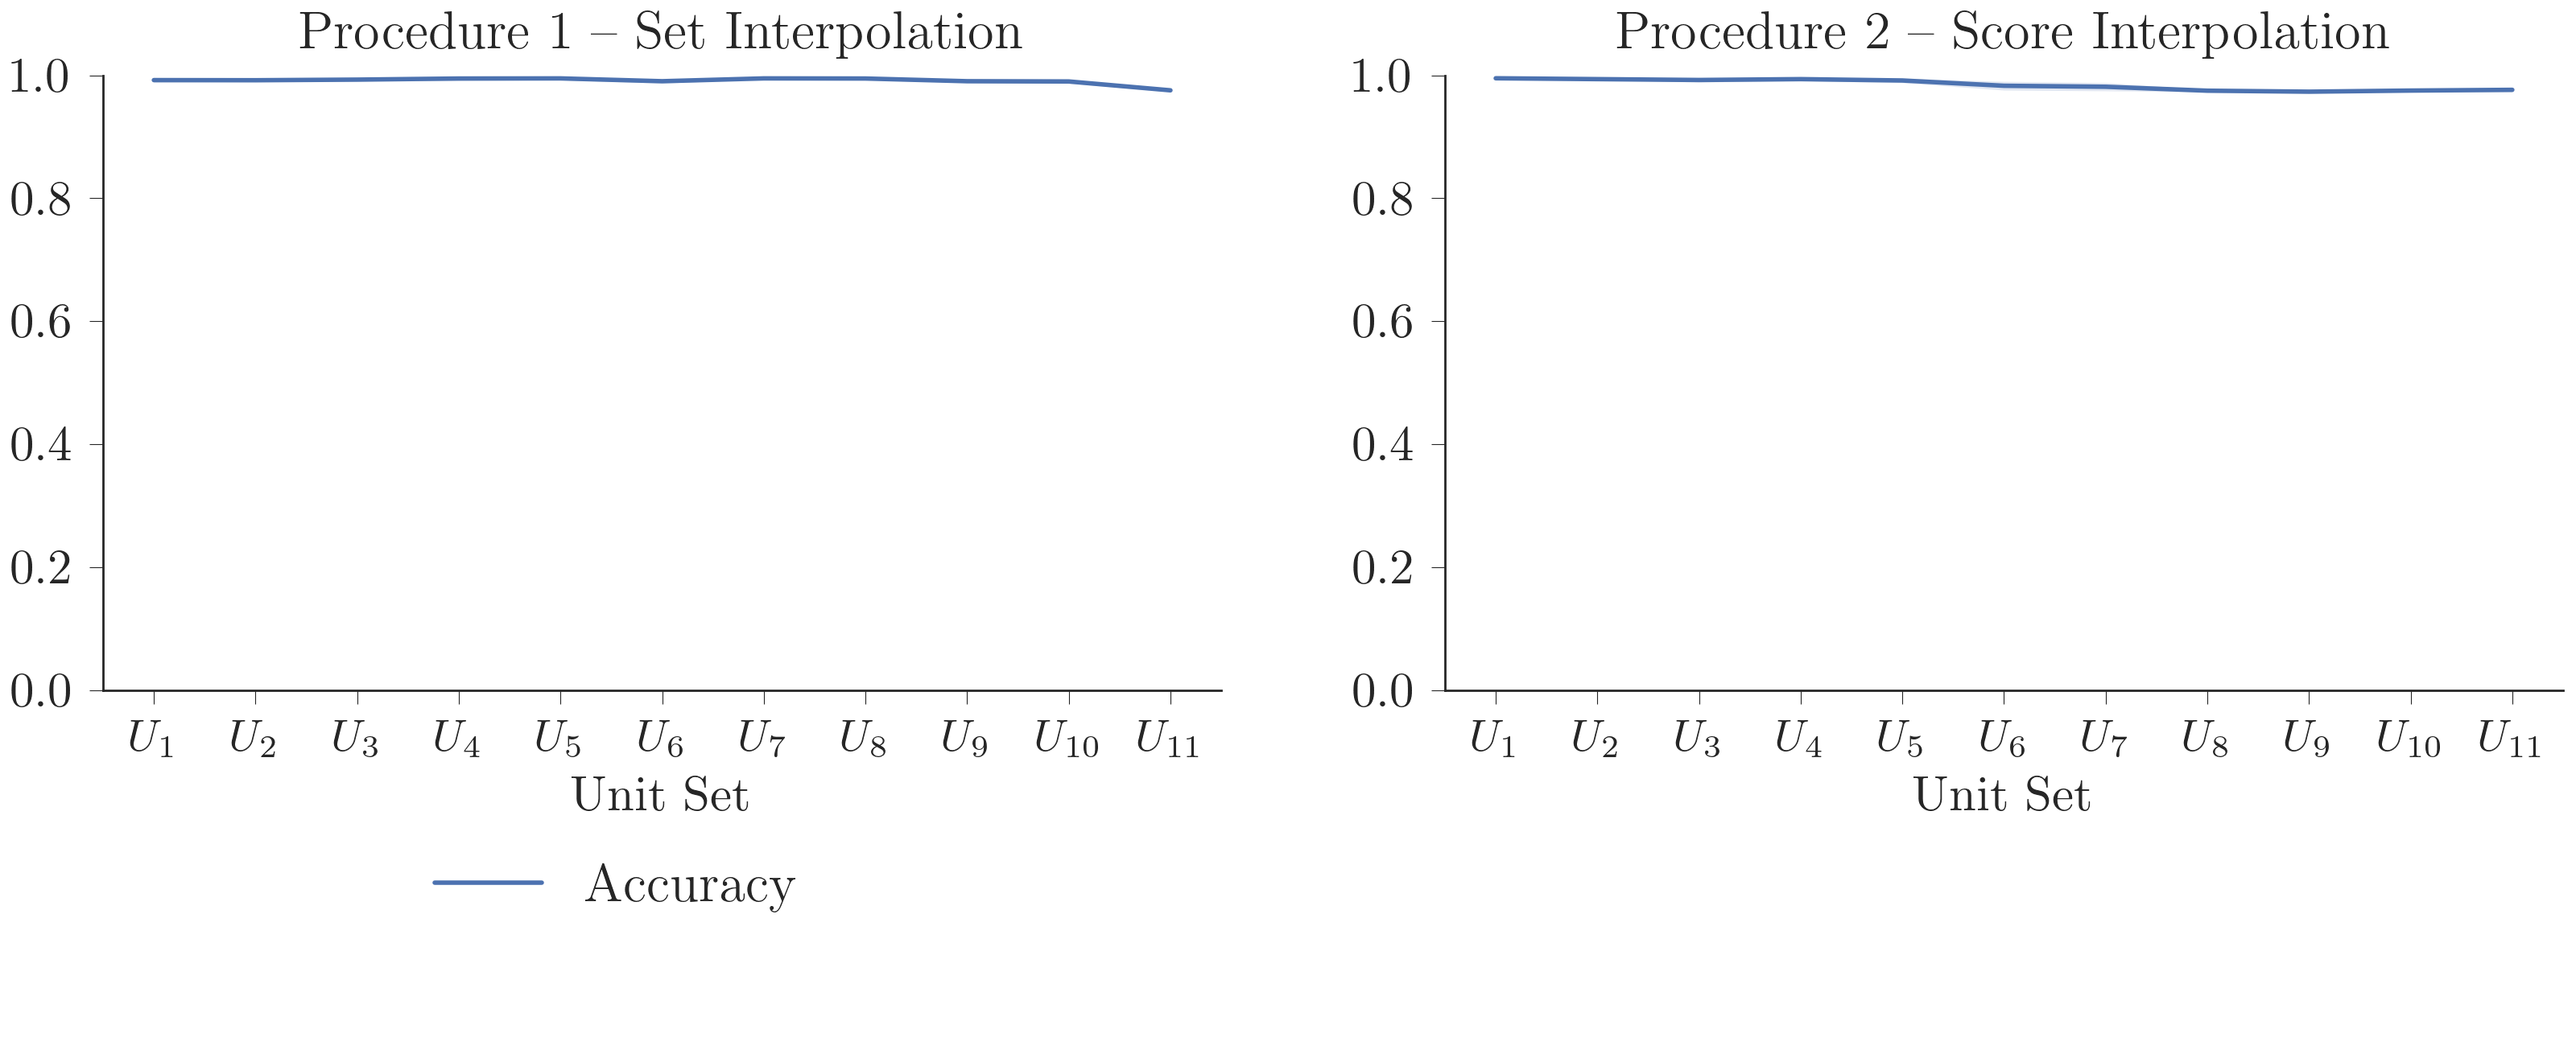 Procedure 1 – Set Interpolation
1.0
0.8
0.6
0.4
0.2
0.0
U1 U2 U3 U4 U5 U6 U7 U8 U9 U10 U11
Unit Set
Accuracy
Procedure 2 – Score Interpolation
1.0
0.8
0.6
0.4
0.2
0.0
U1 U2 U3 U4 U5 U6 U7 U8 U9 U10 U11
Unit Set